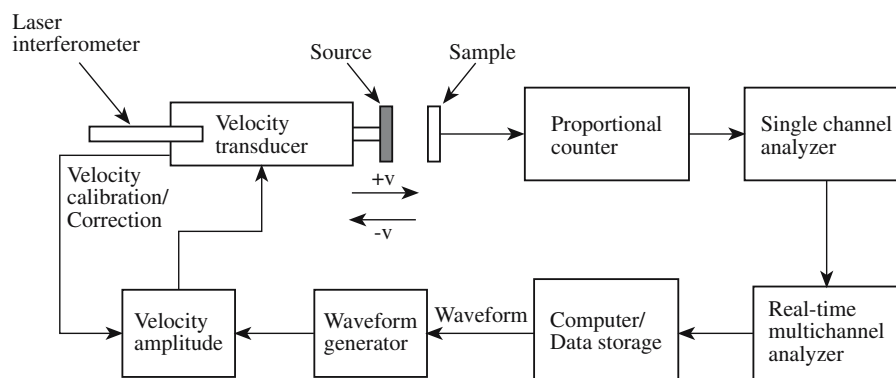 Laser
interferometer
Source
Sample
Velocity
transducer
Proportional
counter
Single channel
analyzer
Velocity
calibration/
Correction
+v
-v
Velocity
amplitude
Waveform
generator
Waveform
Computer/
Data storage
Real-time
multichannel
analyzer